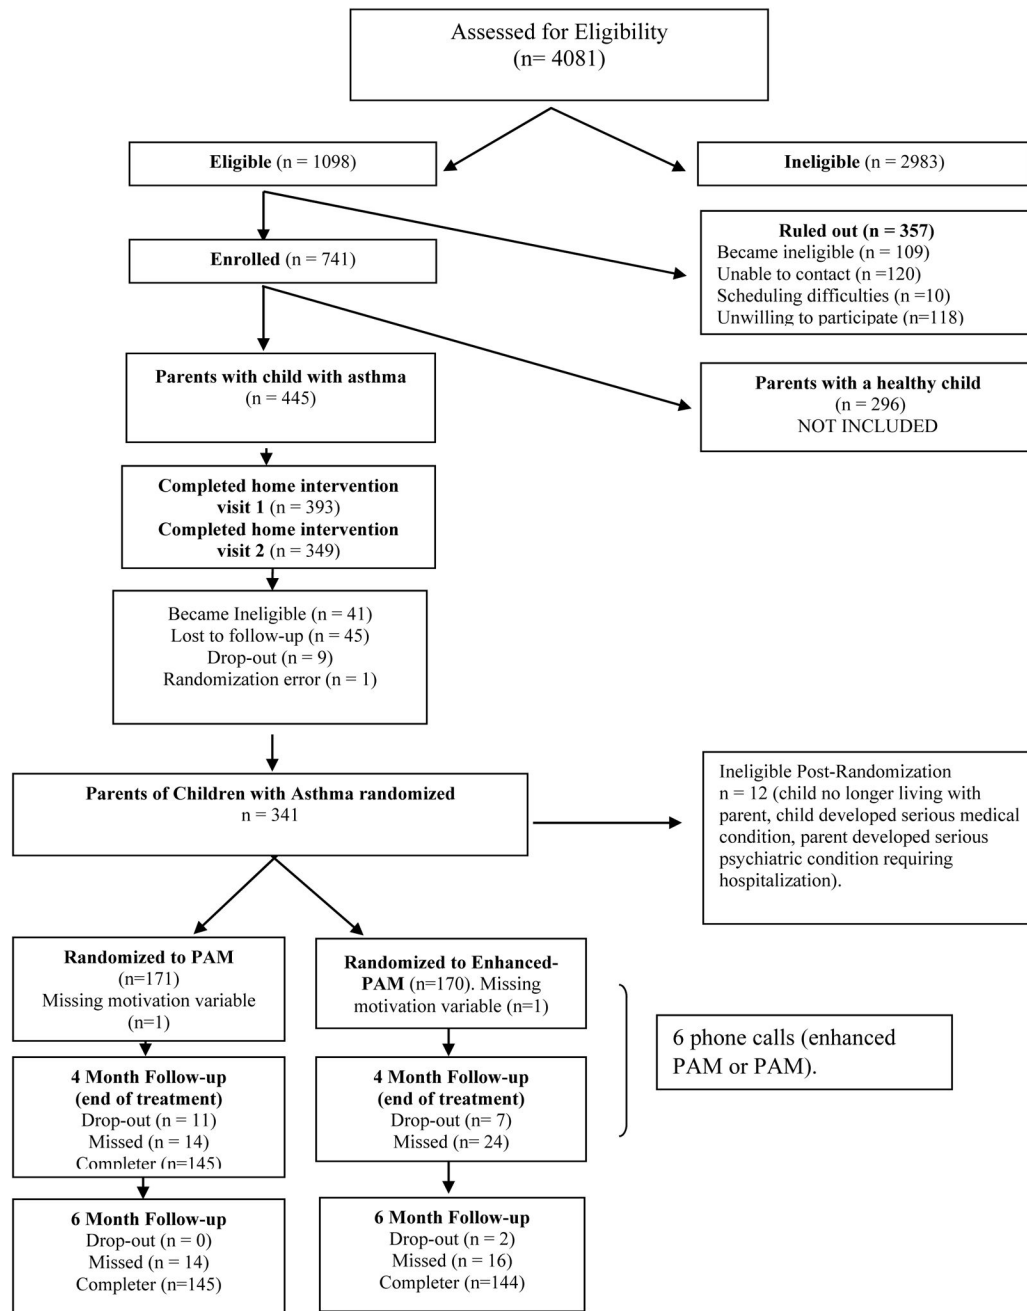 Assessed for Eligibility
(n= 4081)
Eligible (n = 1098)
Ineligible (n = 2983)
Ruled out (n = 357)
Became ineligible (n = 109)
Unable to contact (n =120)
Scheduling difficulties (n =10)
Unwilling to participate (n=118)
Enrolled (n = 741)
Parents with child with asthma
(n = 445)
Parents with a healthy child
(n = 296)
NOT INCLUDED
Completed home intervention
visit 1 (n = 393)
Completed home intervention
visit 2 (n = 349)
Became Ineligible (n = 41)
Lost to follow-up (n = 45)
Drop-out (n = 9)
Randomization error (n = 1)
Parents of Children with Asthma randomized
n = 341
Ineligible Post-Randomization
n = 12 (child no longer living with
parent, child developed serious medical
condition, parent developed serious
psychiatric condition requiring
hospitalization).
Randomized to PAM
(n=171)
Missing motivation variable
(n=1)
Randomized to Enhanced-
PAM (n=170). Missing
motivation variable (n=1)
6 phone calls (enhanced
PAM or PAM).
4 Month Follow-up
(end of treatment)
Drop-out (n = 11)
Missed (n = 14)
Completer (n=145)
4 Month Follow-up
(end of treatment)
Drop-out (n= 7)
Missed (n= 24)
6 Month Follow-up
Drop-out (n = 0)
Missed (n = 14)
Completer (n=145)
6 Month Follow-up
Drop-out (n = 2)
Missed (n = 16)
Completer (n=144)